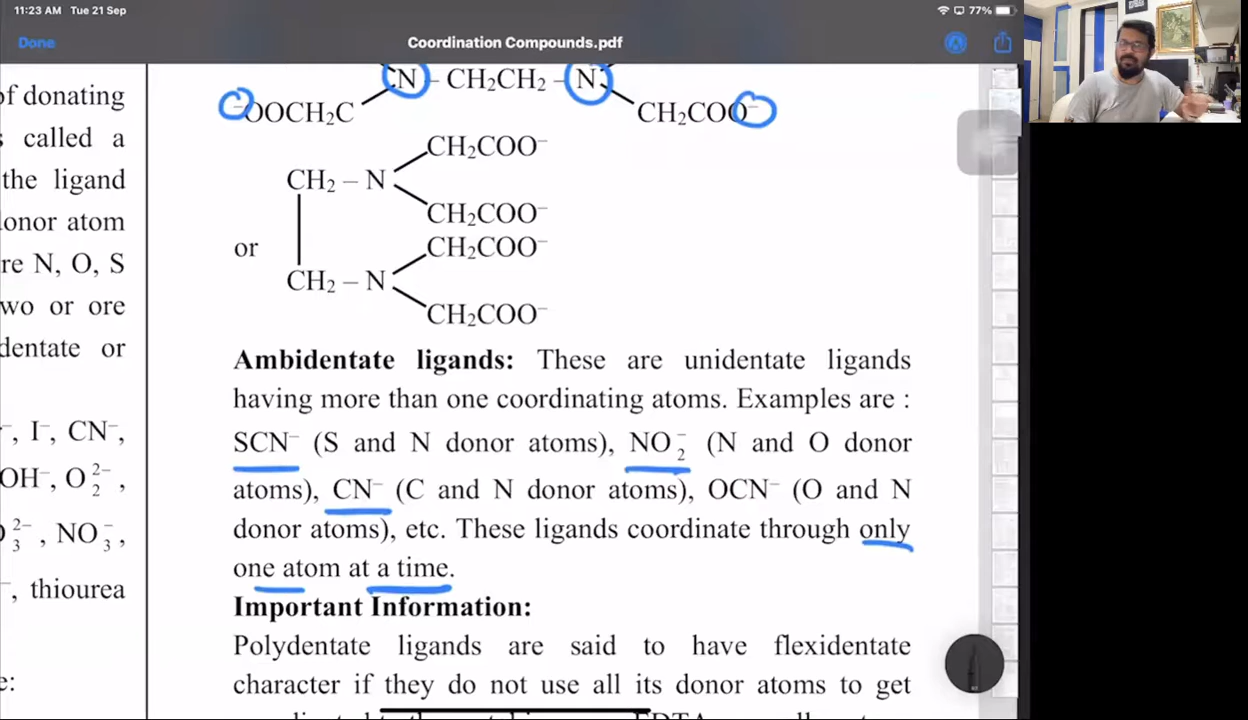 11:23 AM Tue 21 Sep
77%
Done
Coordination Compounds.pdf
of donating
called a
the ligand
onor atom
re N, O, S
wo or ore
dentate or
⁻, I⁻, CN⁻,
OH⁻, O₂²⁻,
₃²⁻, NO₃⁻,
⁻, thiourea
e:
N – CH₂CH₂ – N
⁻OOCH₂C CH₂COO⁻
CH₂COO⁻
CH₂ – N
CH₂COO⁻
or
CH₂COO⁻
CH₂ – N
CH₂COO⁻
Ambidentate ligands: These are unidentate ligands
having more than one coordinating atoms. Examples are :
SCN⁻ (S and N donor atoms), NO₂⁻ (N and O donor
atoms), CN⁻ (C and N donor atoms), OCN⁻ (O and N
donor atoms), etc. These ligands coordinate through only
one atom at a time.
Important Information:
Polydentate ligands are said to have flexidentate
character if they do not use all its donor atoms to get